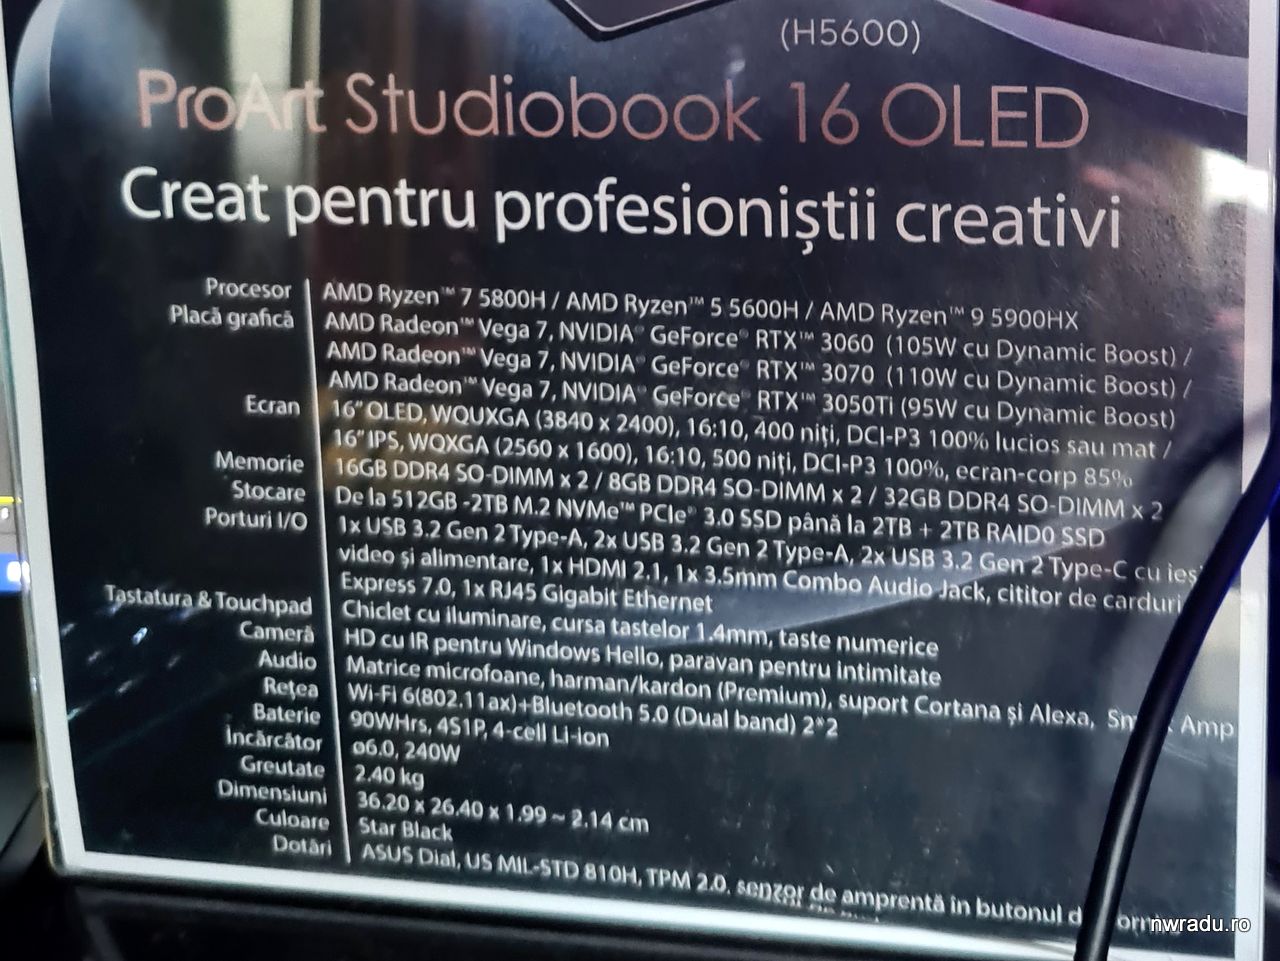 (H5600)
ProArt Studiobook 16 OLED
Creat pentru profesioniștii creativi
Procesor AMD Ryzen™ 7 5800H / AMD Ryzen™ 5 5600H / AMD Ryzen™ 9 5900HX
Placă grafică AMD Radeon™ Vega 7, NVIDIA® GeForce® RTX™ 3060 (105W cu Dynamic Boost) /
AMD Radeon™ Vega 7, NVIDIA® GeForce® RTX™ 3070 (110W cu Dynamic Boost) /
AMD Radeon™ Vega 7, NVIDIA® GeForce® RTX™ 3050Ti (95W cu Dynamic Boost)
Ecran 16” OLED, WQUXGA (3840 x 2400), 16:10, 400 niți, DCI-P3 100% lucios sau mat /
16” IPS, WQXGA (2560 x 1600), 16:10, 500 niți, DCI-P3 100%, ecran-corp 85%
Memorie 16GB DDR4 SO-DIMM x 2 / 8GB DDR4 SO-DIMM x 2 / 32GB DDR4 SO-DIMM x 2
Stocare De la 512GB -2TB M.2 NVMe™ PCIe® 3.0 SSD până la 2TB + 2TB RAID0 SSD
Porturi I/O 1x USB 3.2 Gen 2 Type-A, 2x USB 3.2 Gen 2 Type-A, 2x USB 3.2 Gen 2 Type-C cu
video și alimentare, 1x HDMI 2.1, 1x 3.5mm Combo Audio Jack, cititor de carduri
Express 7.0, 1x RJ45 Gigabit Ethernet
Tastatura & Touchpad Chiclet cu iluminare, cursa tastelor 1.4mm, taste numerice
Cameră HD cu IR pentru Windows Hello, paravan pentru intimitate
Audio Matrice microfoane, harman/kardon (Premium), suport Cortana și Alexa, Amp
Rețea Wi-Fi 6(802.11ax)+Bluetooth 5.0 (Dual band) 2*2
Baterie 90WHrs, 4S1P, 4-cell Li-ion
Încărcător ø6.0, 240W
Greutate 2.40 kg
Dimensiuni 36.20 x 26.40 x 1.99 ~ 2.14 cm
Culoare Star Black
Dotări ASUS Dial, US MIL-STD 810H, TPM 2.0, senzor de amprentă in butonul
nwradu.ro